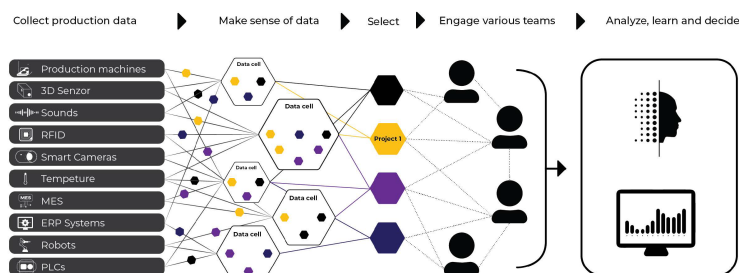 Collect production data
Make sense of data
Select
Engage various teams
Analyze, learn and decide
Production machines
3D Senzor
Sounds
RFID
Smart Cameras
Tempeture
MES
MES
ERP Systems
Robots
PLCs
Data cell
Data cell
Data cell
Data cell
Data cell
Project 1